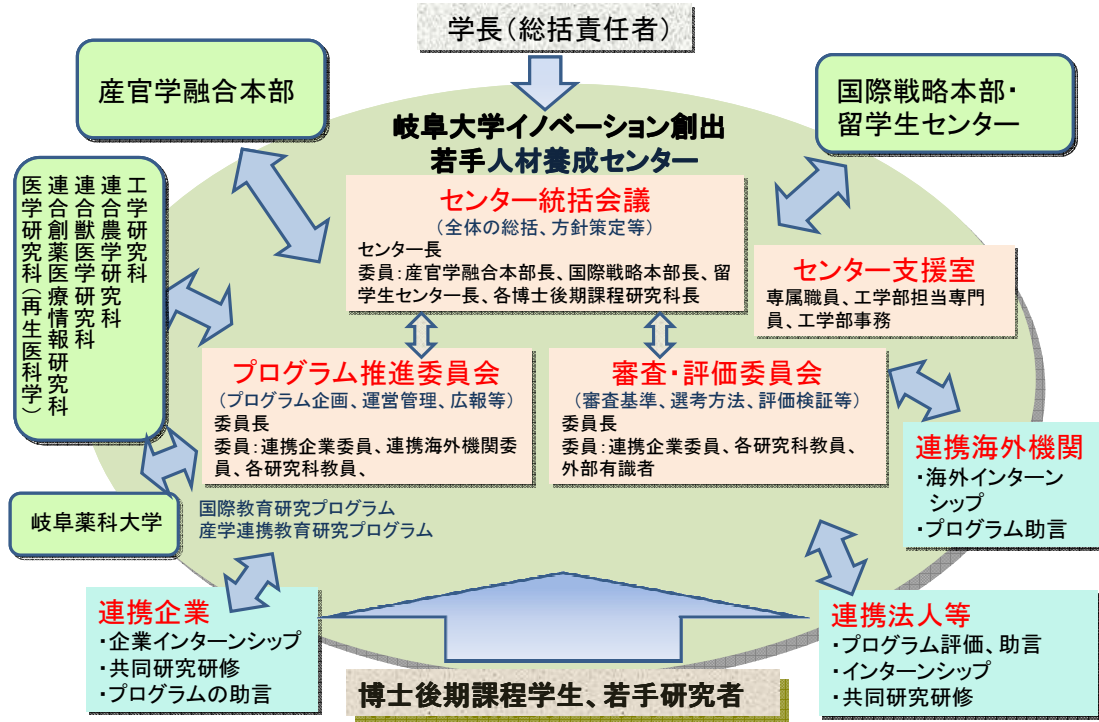 学長(総括責任者)
産官学融合本部
国際戦略本部・
留学生センター
岐阜大学イノベーション創出
若手人材養成センター
センター統括会議
(全体の総括、方針策定等)
センター長
委員:産官学融合本部長、国際戦略本部長、留
学生センター長、各博士後期課程研究科長
工学研究科
連合農学研究科
連合獣医学研究科
連合創薬医療情報研究科
医学研究科(再生医科学)
センター支援室
専属職員、工学部担当専門
員、工学部事務
プログラム推進委員会
(プログラム企画、運営管理、広報等)
委員長
委員:連携企業委員、連携海外機関委
員、各研究科教員、
審査・評価委員会
(審査基準、選考方法、評価検証等)
委員長
委員:連携企業委員、各研究科教員、
外部有識者
連携海外機関
・海外インターン
シップ
・プログラム助言
岐阜薬科大学
国際教育研究プログラム
産学連携教育研究プログラム
連携企業
・企業インターンシップ
・共同研究研修
・プログラムの助言
連携法人等
・プログラム評価、助言
・インターンシップ
・共同研究研修
博士後期課程学生、若手研究者